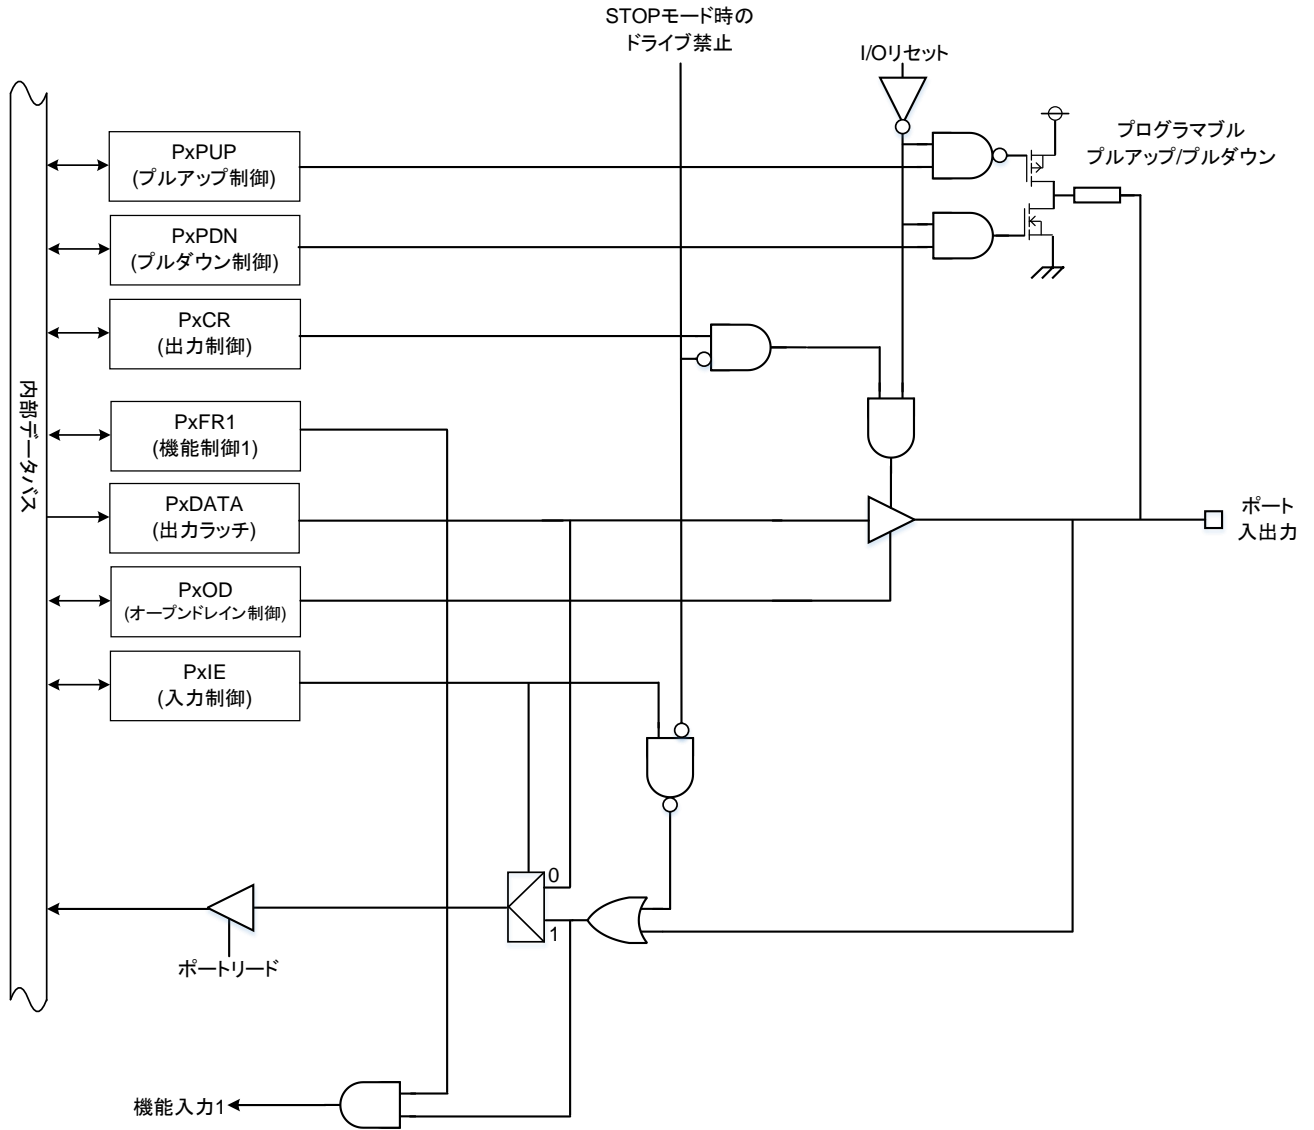 STOPモード時の
ドライブ禁止
I/Oリセット
プログラマブル
プルアップ/プルダウン
PxPUP
(プルアップ制御)
PxPDN
(プルダウン制御)
PxCR
(出力制御)
内部データバス
PxFR1
(機能制御1)
PxDATA
(出力ラッチ)
ポート
入出力
PxOD
(オープンドレイン制御)
PxIE
(入力制御)
0
1
ポートリード
機能入力1